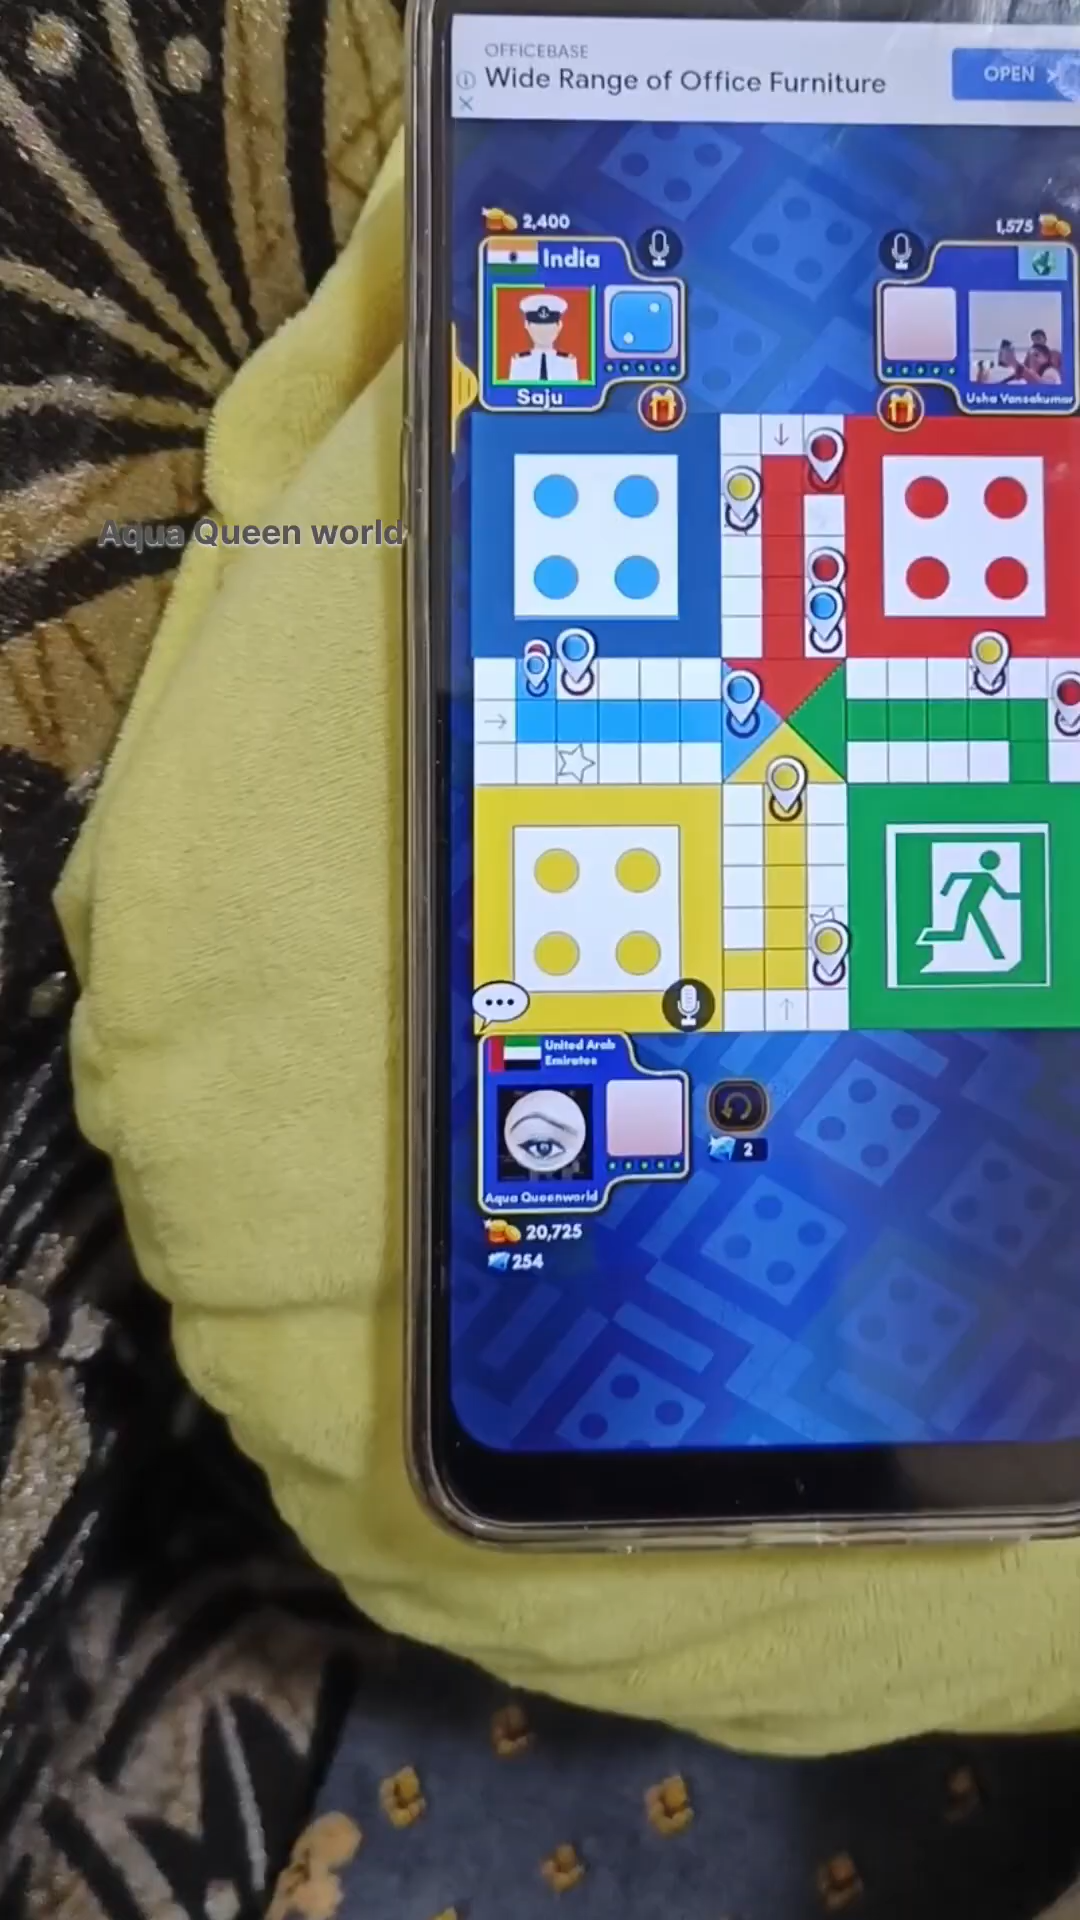 OFFICEBASE
Wide Range of Office Furniture
OPEN
2,400
1,575
India
Saju
Usha Vansakumar
Aqua Queen world
United Arab
Emirates
2
Aqua Queenworld
20,725
254